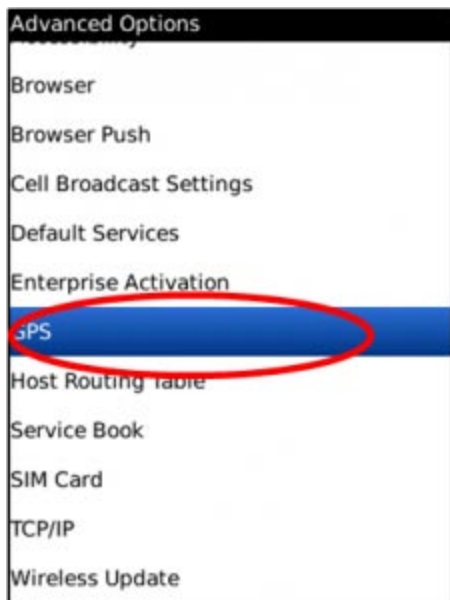 Advanced Options
Accessibility
Browser
Browser Push
Cell Broadcast Settings
Default Services
Enterprise Activation
GPS
Host Routing Table
Service Book
SIM Card
TCP/IP
Wireless Update